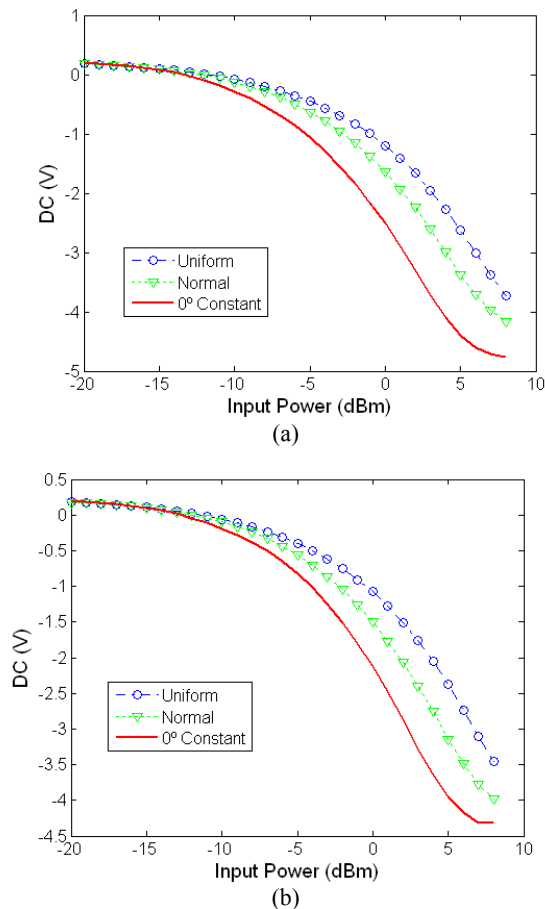 1
0
-1
-2
-3
-4
-5
DC (V)
Uniform
Normal
0º Constant
-20 -15 -10 -5 0 5 10
Input Power (dBm)
(a)
0.5
0
-0.5
-1
-1.5
-2
-2.5
-3
-3.5
-4
-4.5
DC (V)
Uniform
Normal
0º Constant
-20 -15 -10 -5 0 5 10
Input Power (dBm)
(b)